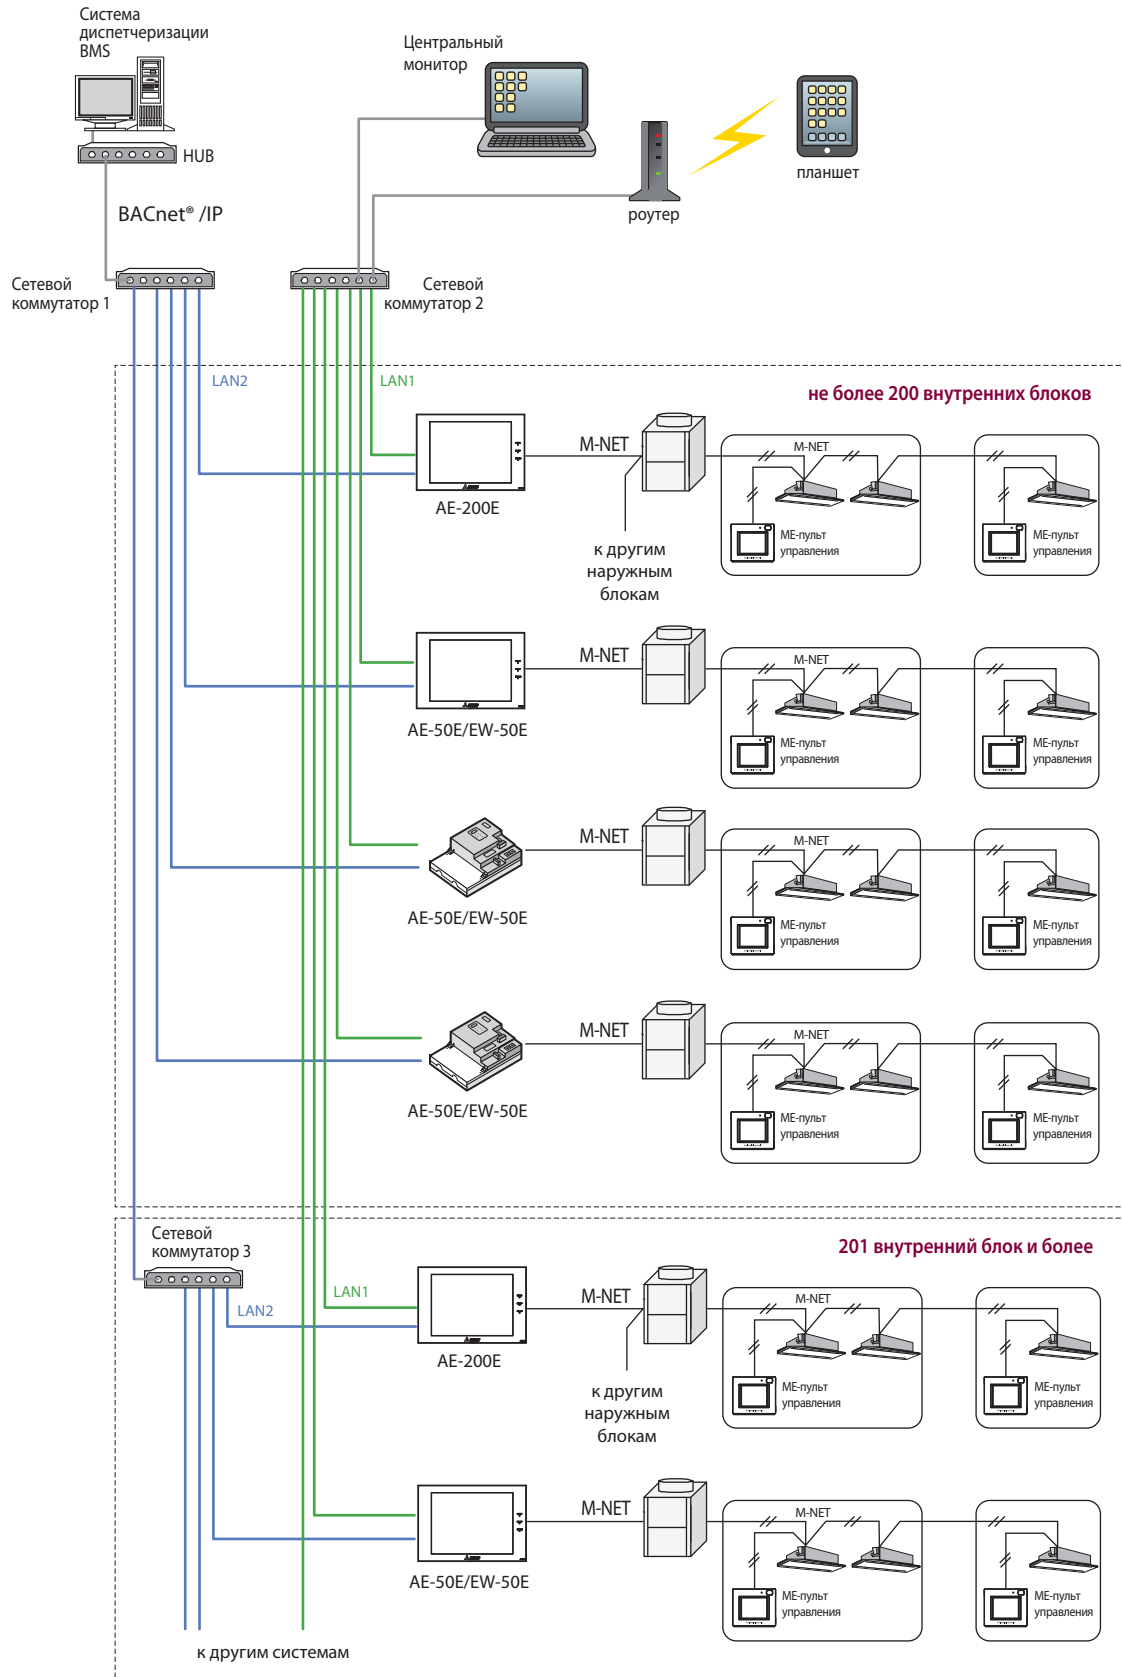 Система
диспетчеризации
BMS
HUB
BACnet® /IP
Центральный
монитор
роутер
планшет
Сетевой
коммутатор 1
Сетевой
коммутатор 2
LAN2
LAN1
не более 200 внутренних блоков
AE-200E
M-NET
к другим
наружным
блокам
M-NET
ME-пульт
управления
ME-пульт
управления
AE-50E/EW-50E
M-NET
M-NET
ME-пульт
управления
ME-пульт
управления
AE-50E/EW-50E
M-NET
M-NET
ME-пульт
управления
ME-пульт
управления
AE-50E/EW-50E
M-NET
M-NET
ME-пульт
управления
ME-пульт
управления
Сетевой
коммутатор 3
201 внутренний блок и более
LAN2
LAN1
AE-200E
M-NET
к другим
наружным
блокам
M-NET
ME-пульт
управления
ME-пульт
управления
AE-50E/EW-50E
M-NET
M-NET
ME-пульт
управления
ME-пульт
управления
к другим системам